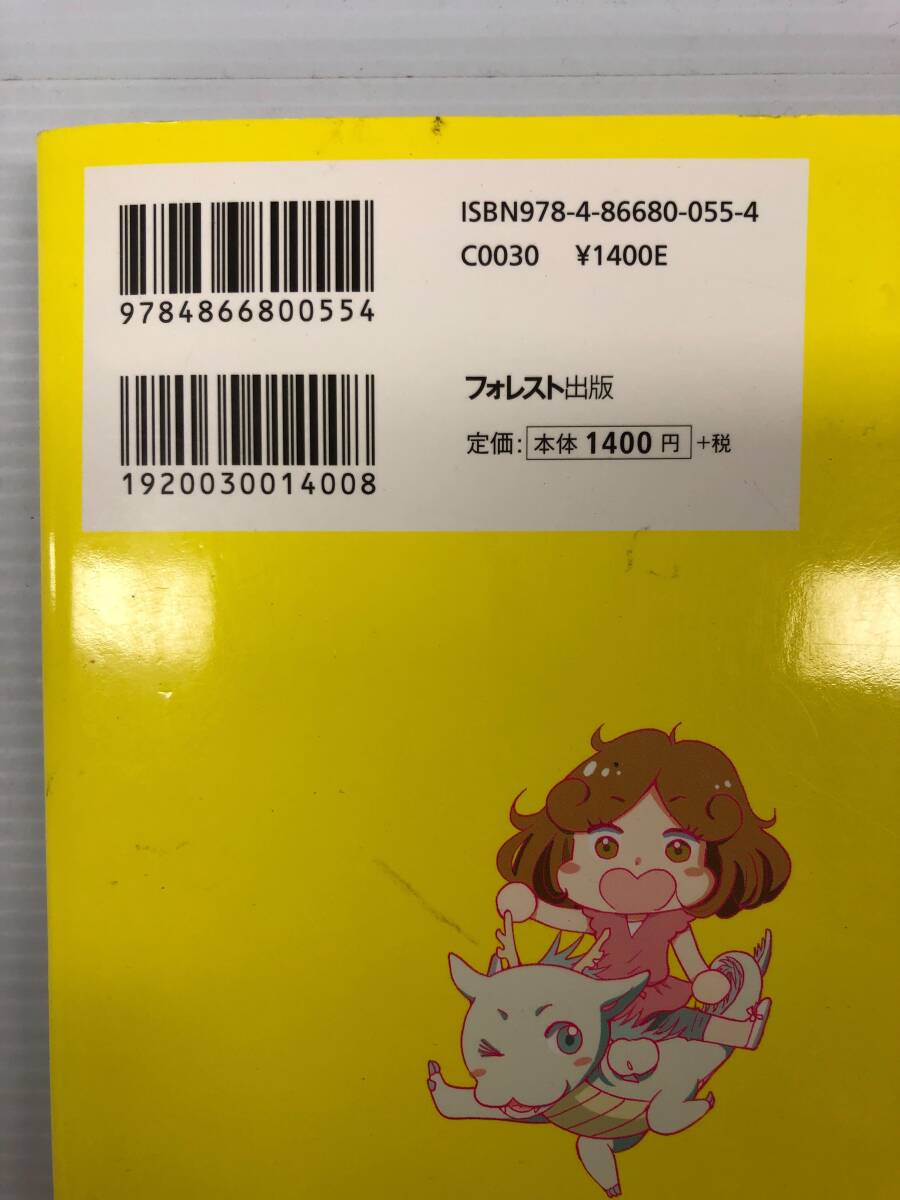 ISBN978-4-86680-055-4
C0030 ¥1400E
9784866800554
フォレスト出版
定価: 本体 1400 円 +税
1920030014008